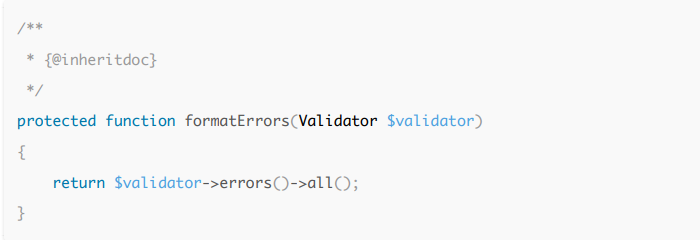 /**
 * {@inheritdoc}
 */
protected function formatErrors(Validator $validator)
{
    return $validator->errors()->all();
}